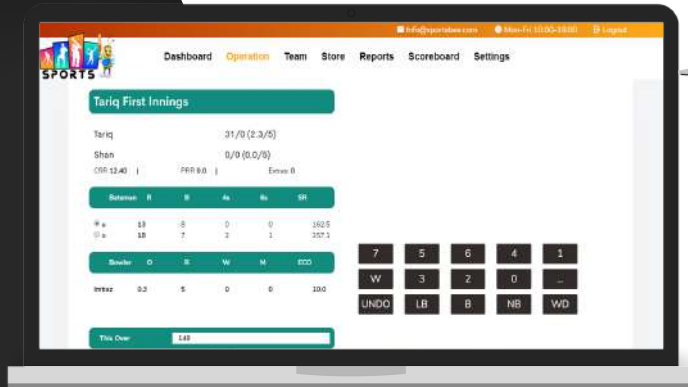 info@sportsbee.com Mon-Fri 10:00-18:00 Logout
SPORTS
Dashboard Operation Team Store Reports Scoreboard Settings
Tariq First Innings
Tariq 31/0 (2.3/5)
Shan 0/0 (0.0/5)
CRR 12.40 | PRR 0.0 | Extras: 0
Batsman R B 4s 6s SR
a 13 8 0 0 162.5
a 18 7 2 1 257.1
Bowler O R W M ECO
0.3 5 0 0 10.0
This Over
7 5 6 4 1
W 3 2 0 ...
UNDO LB B NB WD